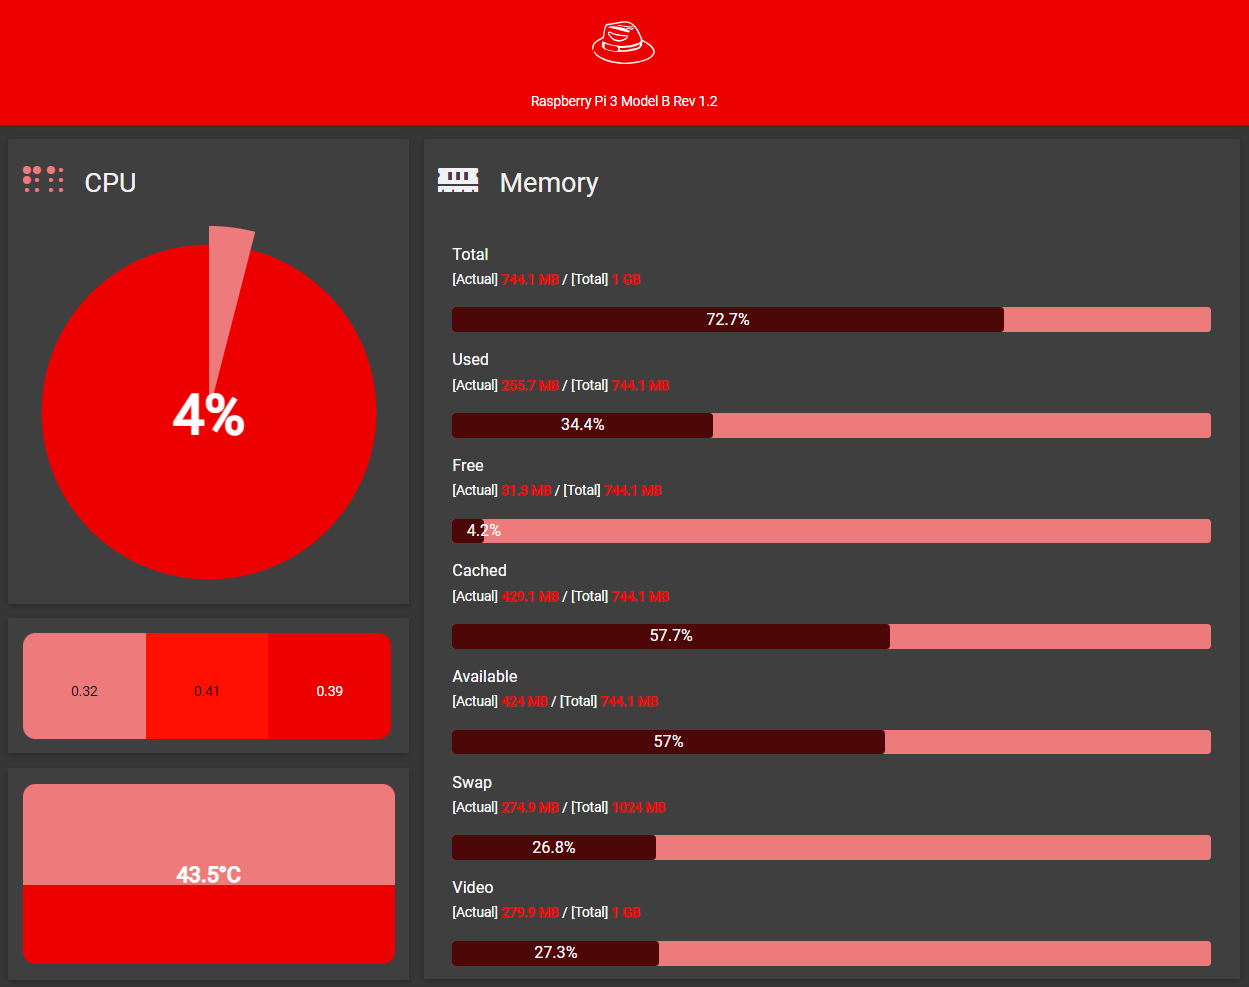 Raspberry Pi 3 Model B Rev 1.2
CPU
4%
0.32
0.41
0.39
43.5°C
Memory
Total
[Actual] 744.1 MB / [Total] 1 GB
72.7%
Used
[Actual] 255.7 MB / [Total] 744.1 MB
34.4%
Free
[Actual] 31.3 MB / [Total] 744.1 MB
4.2%
Cached
[Actual] 429.1 MB / [Total] 744.1 MB
57.7%
Available
[Actual] 424 MB / [Total] 744.1 MB
57%
Swap
[Actual] 274.9 MB / [Total] 1024 MB
26.8%
Video
[Actual] 279.9 MB / [Total] 1 GB
27.3%